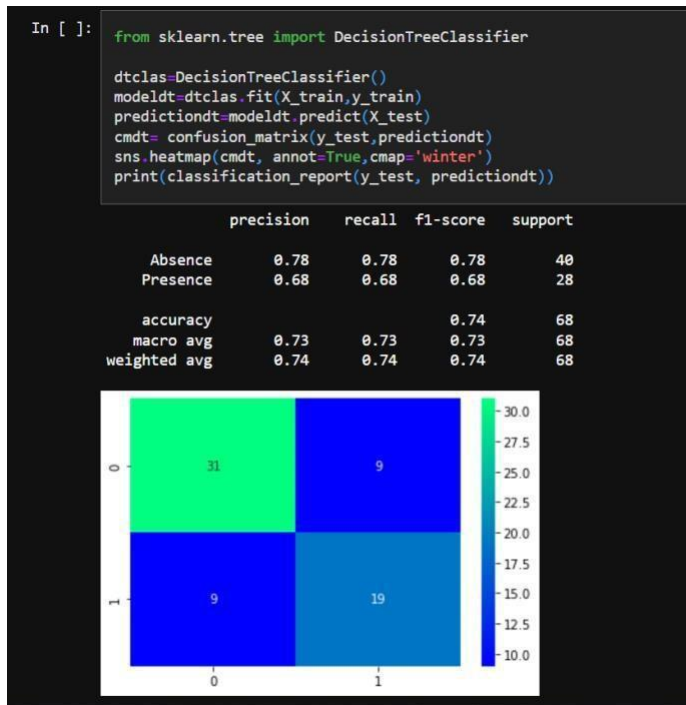 In [ ]:
from sklearn.tree import DecisionTreeClassifier
dtclas=DecisionTreeClassifier()
modeldt=dtclas.fit(X_train,y_train)
predictiondt=modeldt.predict(X_test)
cmdt= confusion_matrix(y_test,predictiondt)
sns.heatmap(cmdt, annot=True,cmap='winter')
print(classification_report(y_test, predictiondt))
precision recall f1-score support
Absence 0.78 0.78 0.78 40
Presence 0.68 0.68 0.68 28
accuracy 0.74 68
macro avg 0.73 0.73 0.73 68
weighted avg 0.74 0.74 0.74 68
30.0
27.5
0 31 9 25.0
22.5
20.0
17.5
1 9 19 15.0
12.5
10.0
0 1